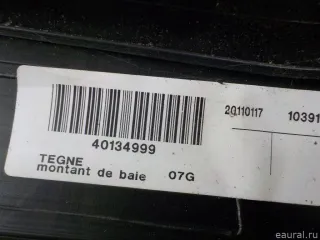 20110117 10391
40134999
TEGNE
montant de baie 07G
eaural.ru